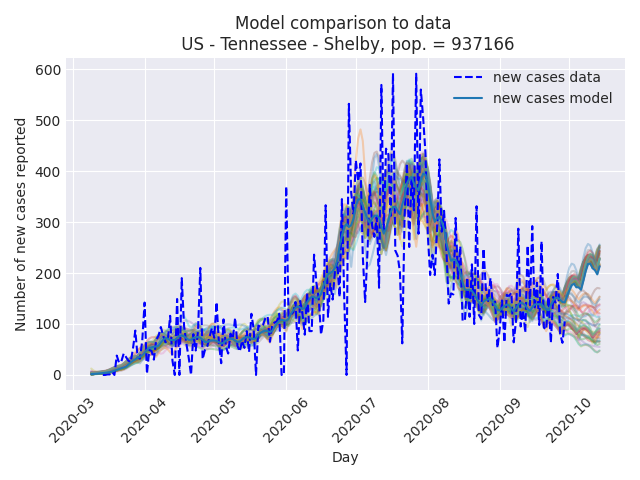 Model comparison to data
US - Tennessee - Shelby, pop. = 937166
new cases data
new cases model
Number of new cases reported
600
500
400
300
200
100
0
2020-03
2020-04
2020-05
2020-06
2020-07
2020-08
2020-09
2020-10
Day